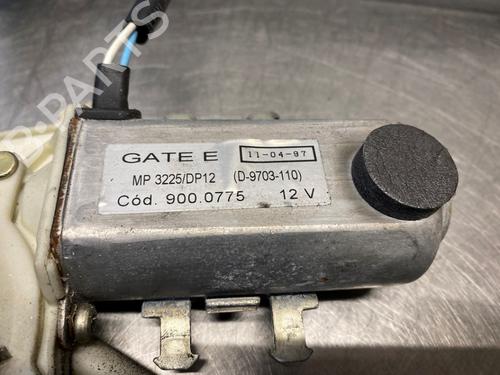 GATE E 11-04-97
MP 3225/DP12 (D-9703-110)
Cód. 900.0775 12 V